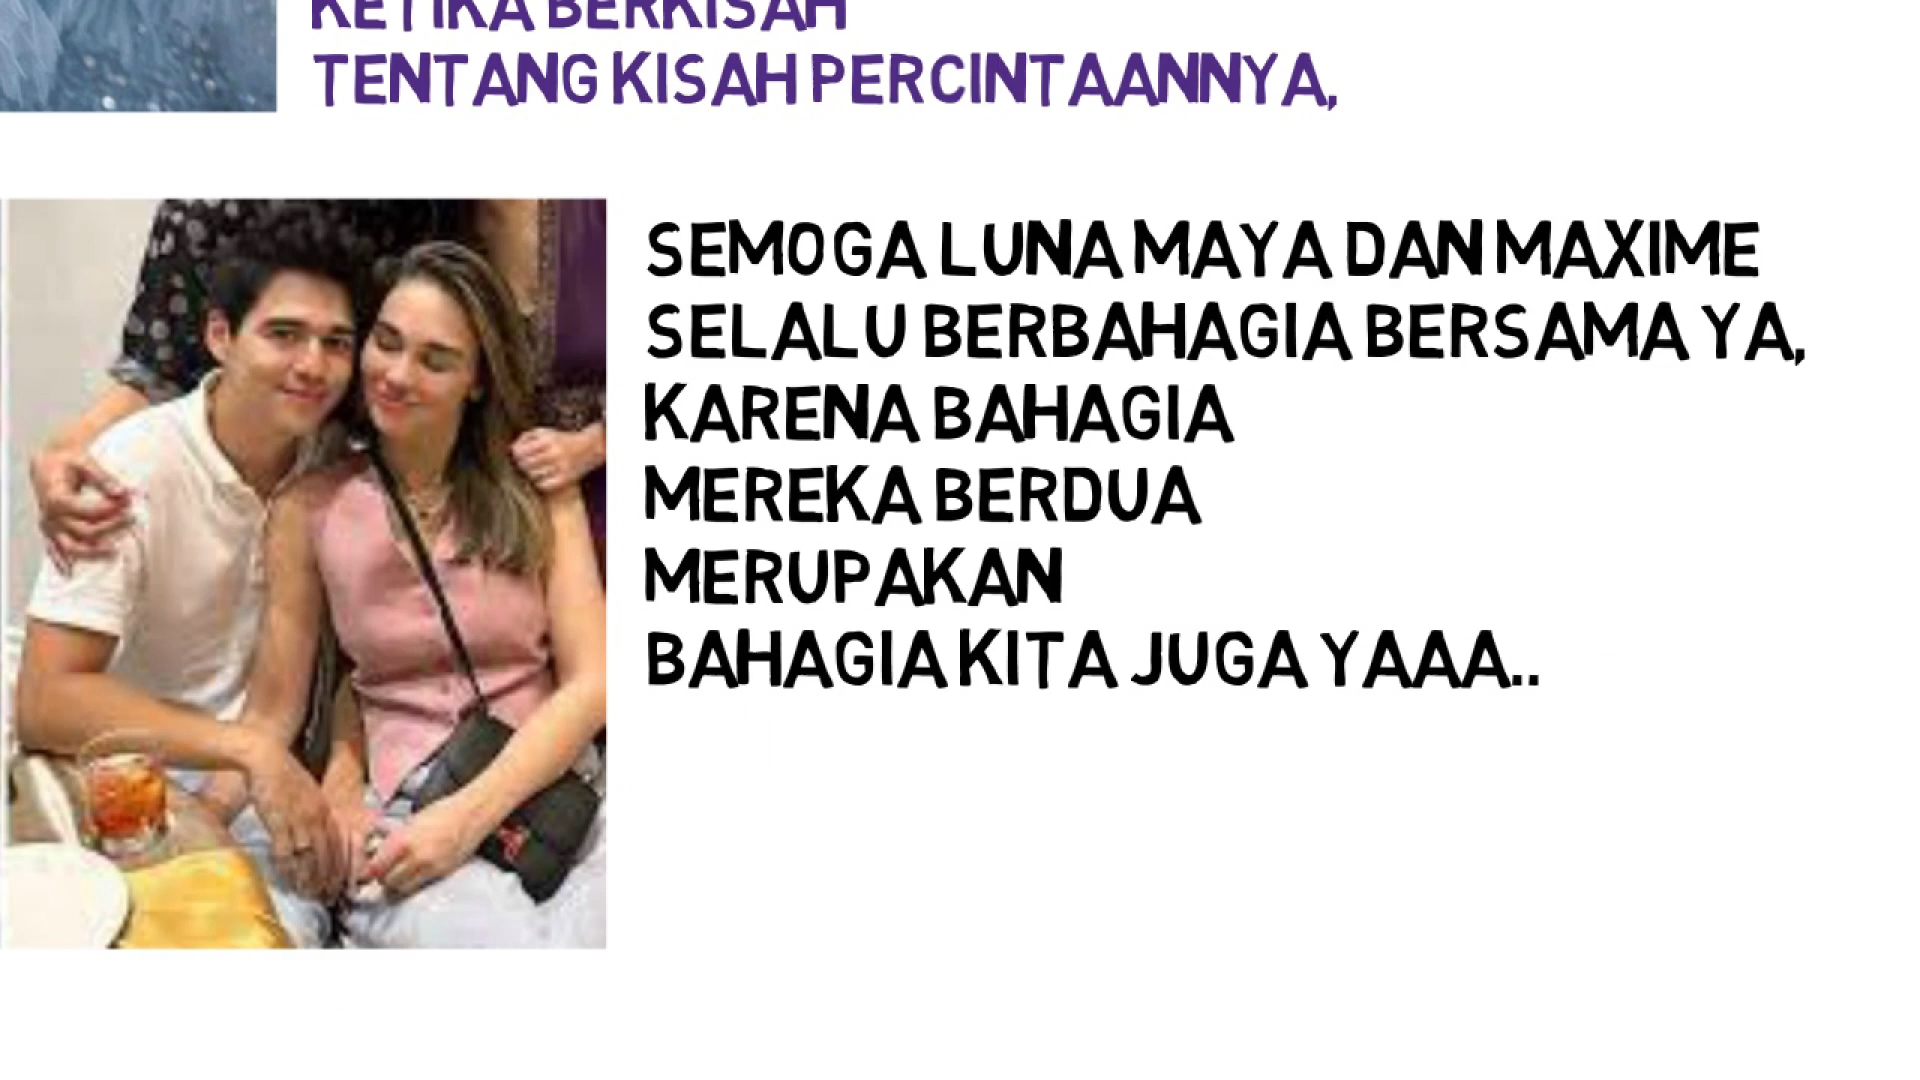 KETIKA BERKISAH
TENTANG KISAH PERCINTAANNYA,
SEMOGA LUNA MAYA DAN MAXIME
SELALU BERBAHAGIA BERSAMA YA,
KARENA BAHAGIA
MEREKA BERDUA
MERUPAKAN
BAHAGIA KITA JUGA YAAA..